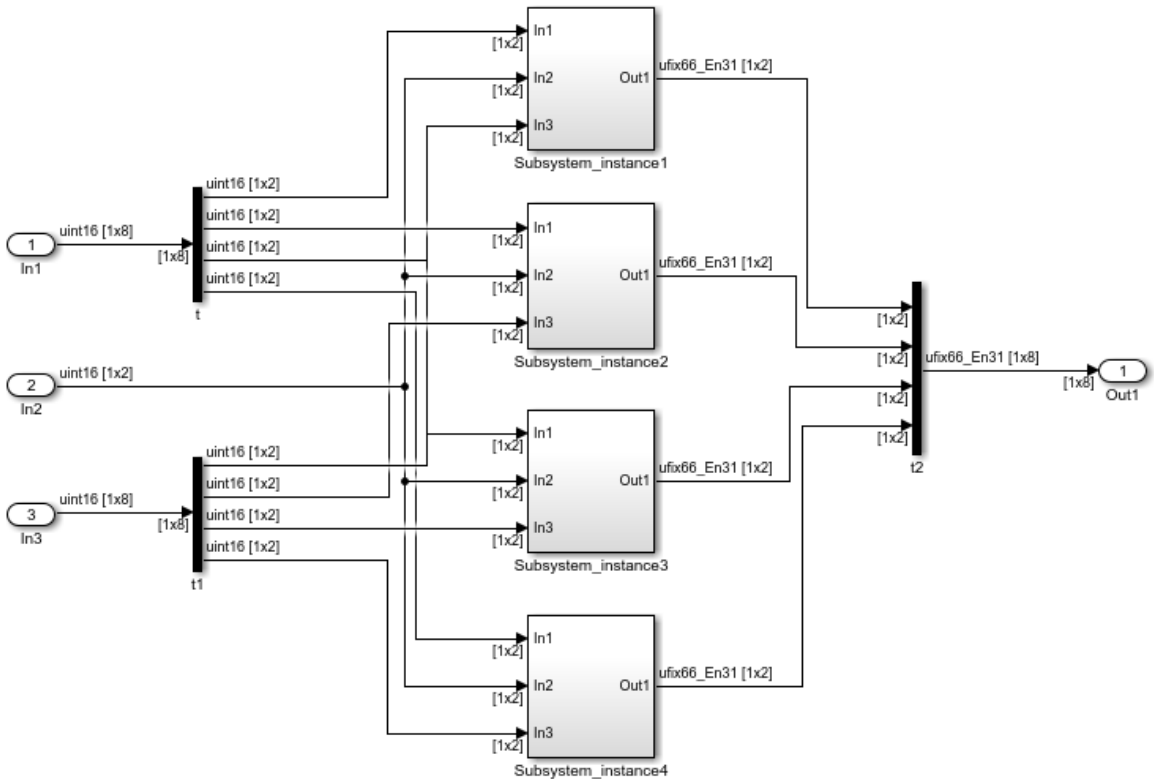 In1
[1x2]
In2
[1x2]
In3
[1x2]
Out1
ufix66_En31 [1x2]
Subsystem_instance1
uint16 [1x2]
uint16 [1x2]
uint16 [1x2]
uint16 [1x2]
1
In1
uint16 [1x8]
[1x8]
t
In1
[1x2]
In2
[1x2]
In3
[1x2]
Out1
ufix66_En31 [1x2]
Subsystem_instance2
2
In2
uint16 [1x2]
[1x2]
[1x2]
[1x2]
[1x2]
t2
ufix66_En31 [1x8]
[1x8]
1
Out1
uint16 [1x2]
uint16 [1x2]
uint16 [1x2]
uint16 [1x2]
3
In3
uint16 [1x8]
[1x8]
t1
In1
[1x2]
In2
[1x2]
In3
[1x2]
Out1
ufix66_En31 [1x2]
Subsystem_instance3
In1
[1x2]
In2
[1x2]
In3
[1x2]
Out1
ufix66_En31 [1x2]
Subsystem_instance4